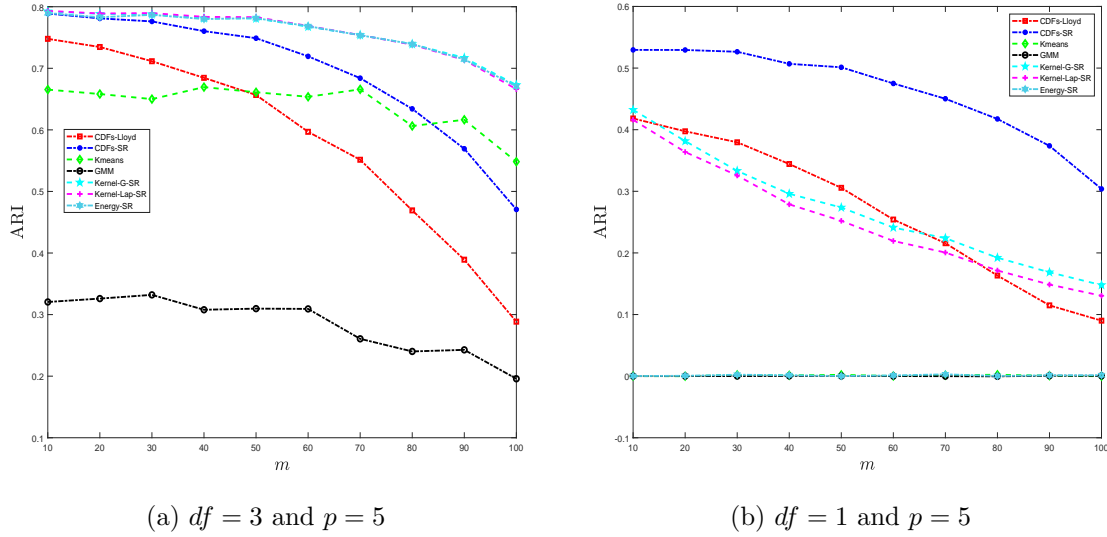 0.8
0.7
0.6
0.5
0.4
0.3
0.2
0.1
ARI
CDFs-Lloyd
CDFs-SR
Kmeans
GMM
Kernel-G-SR
Kernel-Lap-SR
Energy-SR
10 20 30 40 50 60 70 80 90 100
m
(a) df = 3 and p = 5
0.6
0.5
0.4
0.3
0.2
0.1
0
-0.1
ARI
CDFs-Lloyd
CDFs-SR
Kmeans
GMM
Kernel-G-SR
Kernel-Lap-SR
Energy-SR
10 20 30 40 50 60 70 80 90 100
m
(b) df = 1 and p = 5